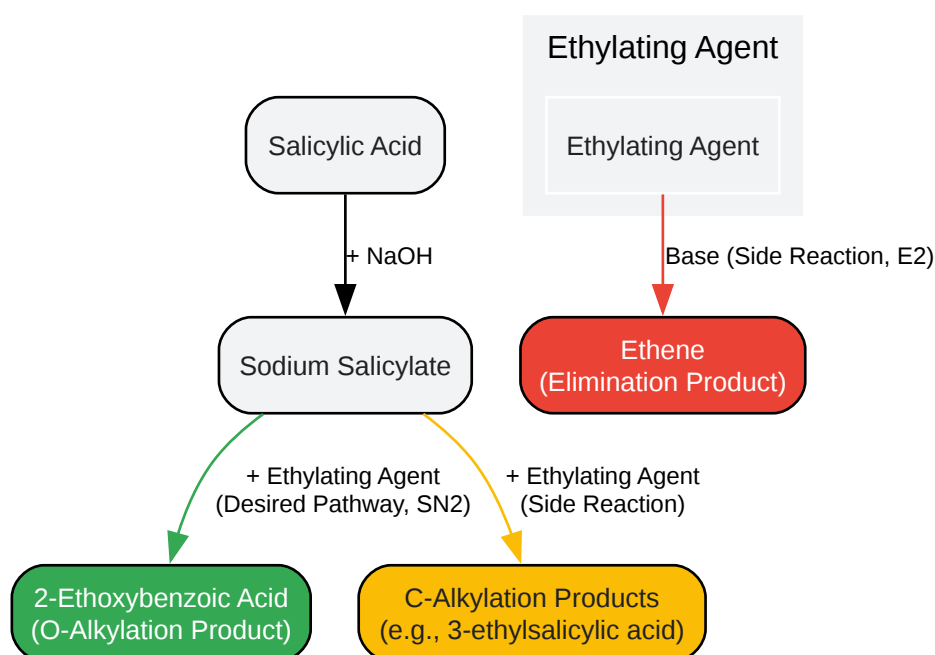 Ethylating Agent
Salicylic Acid
Ethylating Agent
+ NaOH
Base (Side Reaction, E2)
Sodium Salicylate
Ethene
(Elimination Product)
+ Ethylating Agent
(Desired Pathway, SN2)
+ Ethylating Agent
(Side Reaction)
2-Ethoxybenzoic Acid
(O-Alkylation Product)
C-Alkylation Products
(e.g., 3-ethylsalicylic acid)